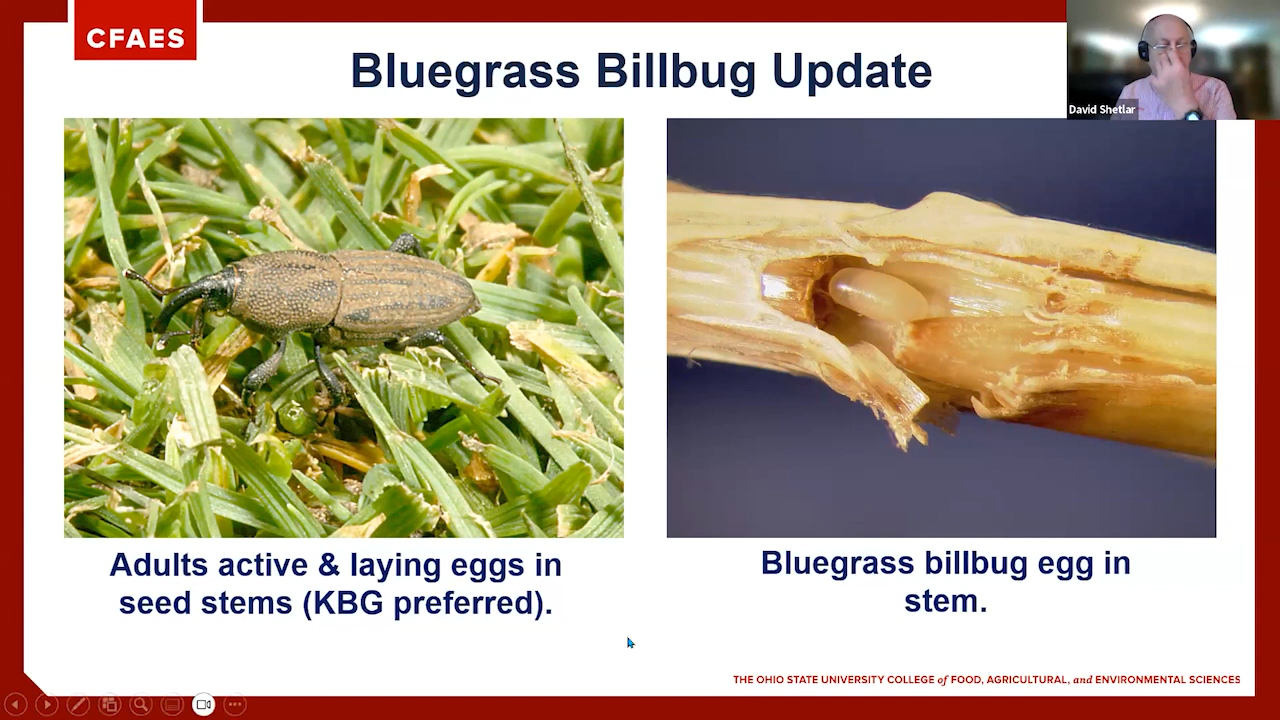 CFAES
Bluegrass Billbug Update
David Shetlar
Adults active & laying eggs in
seed stems (KBG preferred).
Bluegrass billbug egg in
stem.
THE OHIO STATE UNIVERSITY COLLEGE of FOOD, AGRICULTURAL, and ENVIRONMENTAL SCIENCES